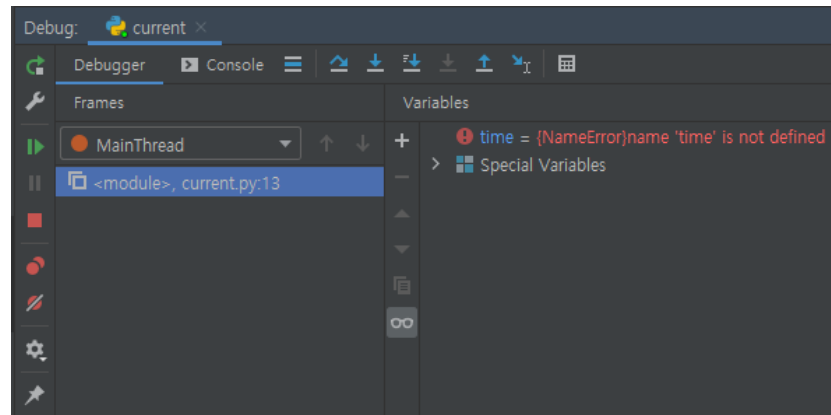 Debug: current
Debugger Console
Frames
Variables
MainThread
time = {NameError}name 'time' is not defined
Special Variables
<module>, current.py:13